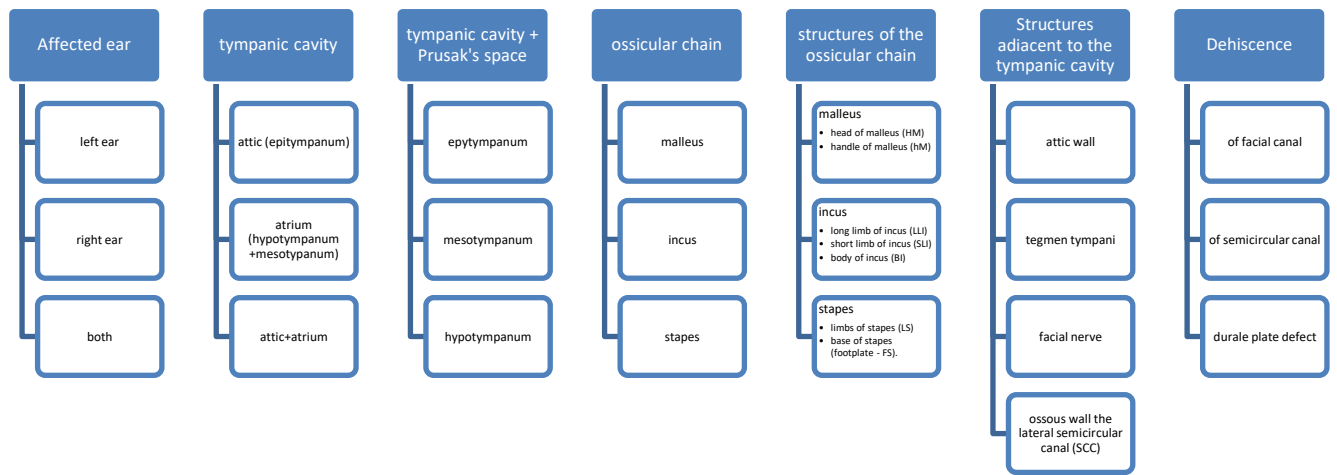 Affected ear
left ear
right ear
both
tympanic cavity
attic (epitympanum)
atrium
(hypotympanum
+mesotypanum)
attic+atrium
tympanic cavity +
Prusak's space
epytympanum
mesotympanum
hypotympanum
ossicular chain
malleus
incus
stapes
structures of the
ossicular chain
malleus
• head of malleus (HM)
• handle of malleus (hM)
incus
• long limb of incus (LLI)
• short limb of incus (SLI)
• body of incus (BI)
stapes
• limbs of stapes (LS)
• base of stapes
(footplate - FS).
Structures
adiacent to the
tympanic cavity
attic wall
tegmen tympani
facial nerve
ossous wall the
lateral semicircular
canal (SCC)
Dehiscence
of facial canal
of semicircular canal
durale plate defect